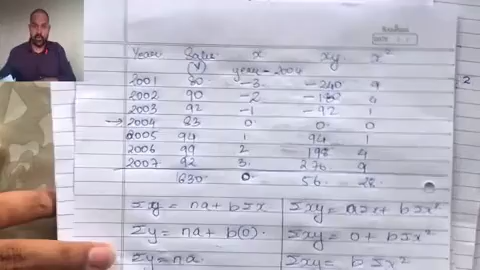 Years Sales x xy x²
(y) year - 2004
2001 80 -3 -240 9
2002 90 -2 -180 4
2003 92 -1 -92 1
→ 2004 83 0 0 0
2005 94 1 94 1
2006 99 2 198 4
2007 92 3 276 9
630 0 56 28
Σy = na + bΣx Σxy = aΣx + bΣx²
Σy = na + b(0). Σxy = 0 + bΣx²
Σy = na. Σxy = bΣx²